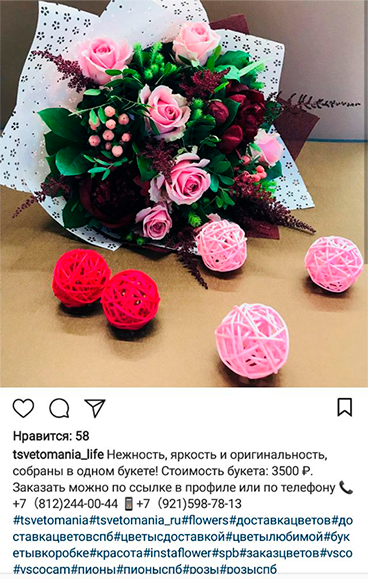 Нравится: 58
tsvetomania_life Нежность, яркость и оригинальность,
собраны в одном букете! Стоимость букета: 3500 ₽.
Заказать можно по ссылке в профиле или по телефону 📞
+7 (812)244-00-44 📱+7 (921)598-78-13
#tsvetomania#tsvetomania_ru#flowers#доставкацветов#до
ставкацветовспб#цветысдоставкой#цветылюбимой#бук
етывкоробке#красота#instaflower#spb#заказцветов#vsco
#vscocam#пионы#пионыспб#розы#розыспб